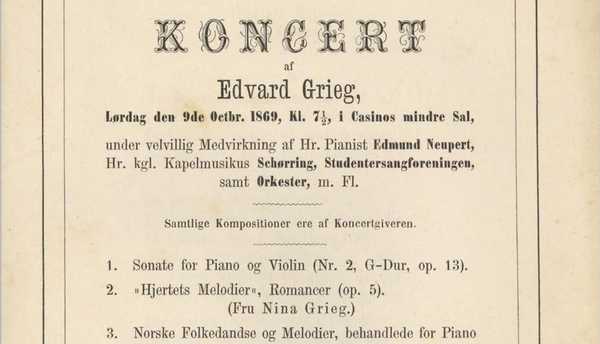 KONCERT
af
Edvard Grieg,
Lørdag den 9de Octbr. 1869, Kl. 7½, i Casinos mindre Sal,
under velvillig Medvirkning af Hr. Pianist Edmund Neupert,
Hr. kgl. Kapelmusikus Schørring, Studentersangforeningen,
samt Orkester, m. Fl.
Samtlige Kompositioner ere af Koncertgiveren.
1. Sonate for Piano og Violin (Nr. 2, G-Dur, op. 13).
2. »Hjertets Melodier«, Romancer (op. 5).
(Fru Nina Grieg.)
3. Norske Folkedandse og Melodier, behandlede for Piano